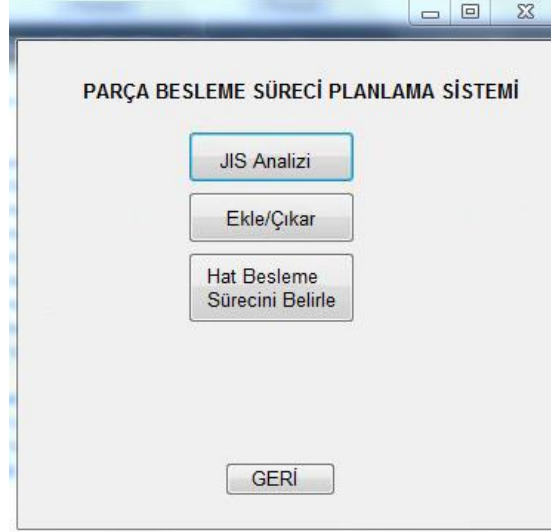 PARÇA BESLEME SÜRECİ PLANLAMA SİSTEMİ
JIS Analizi
Ekle/Çıkar
Hat Besleme
Sürecini Belirle
GERİ